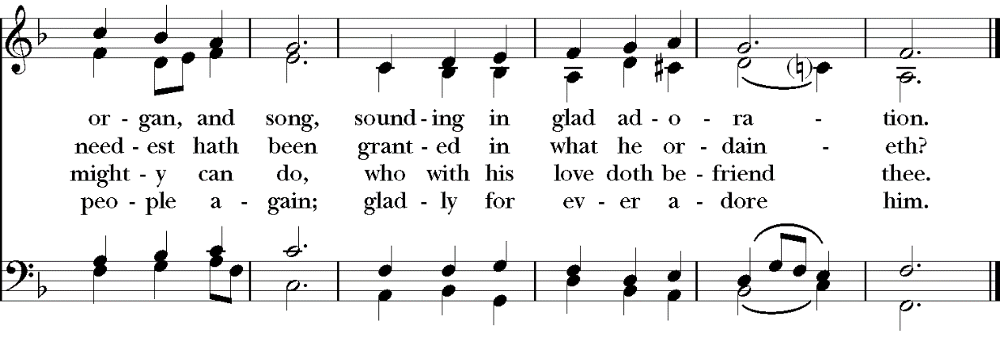 or - gan, and song, sound - ing in glad ad - o - ra - tion.
need - est hath been grant - ed in what he or - dain - eth?
might - y can do, who with his love doth be - friend thee.
peo - ple a - gain; glad - ly for ev - er a - dore him.